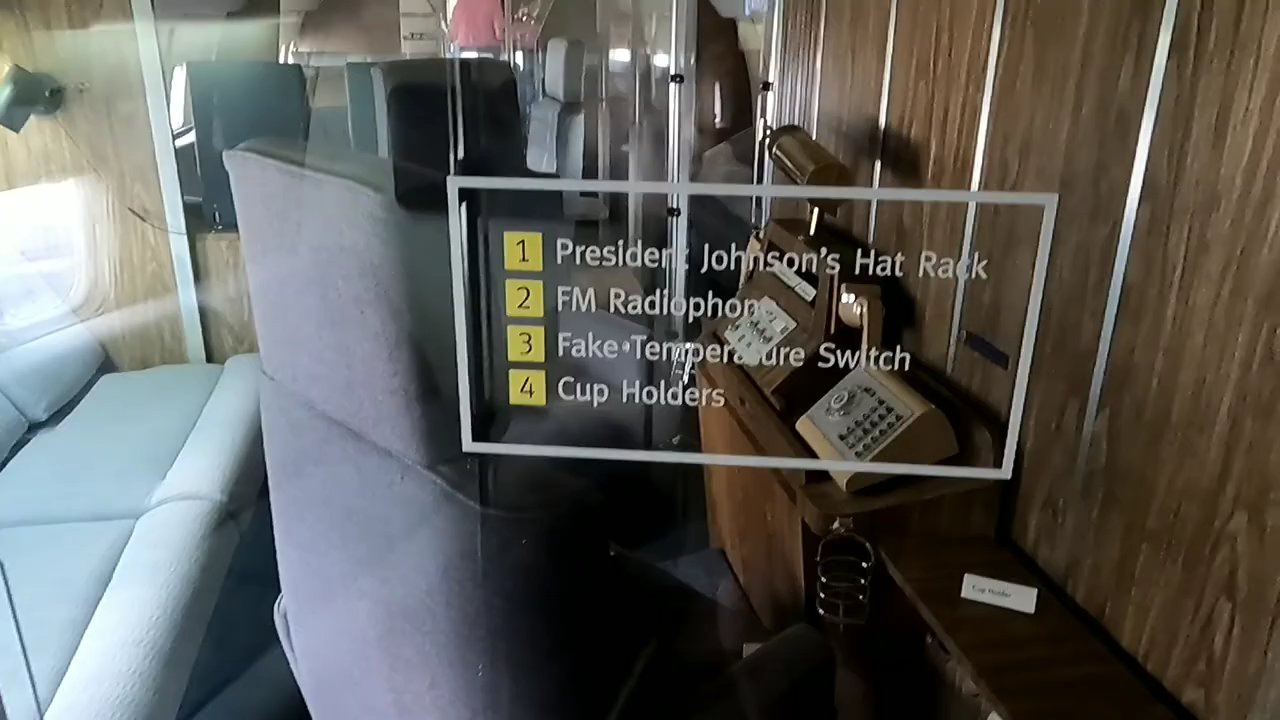 1 President Johnson's Hat Rack
2 FM Radiophone
3 Fake Temperature Switch
4 Cup Holders
Cup Holder